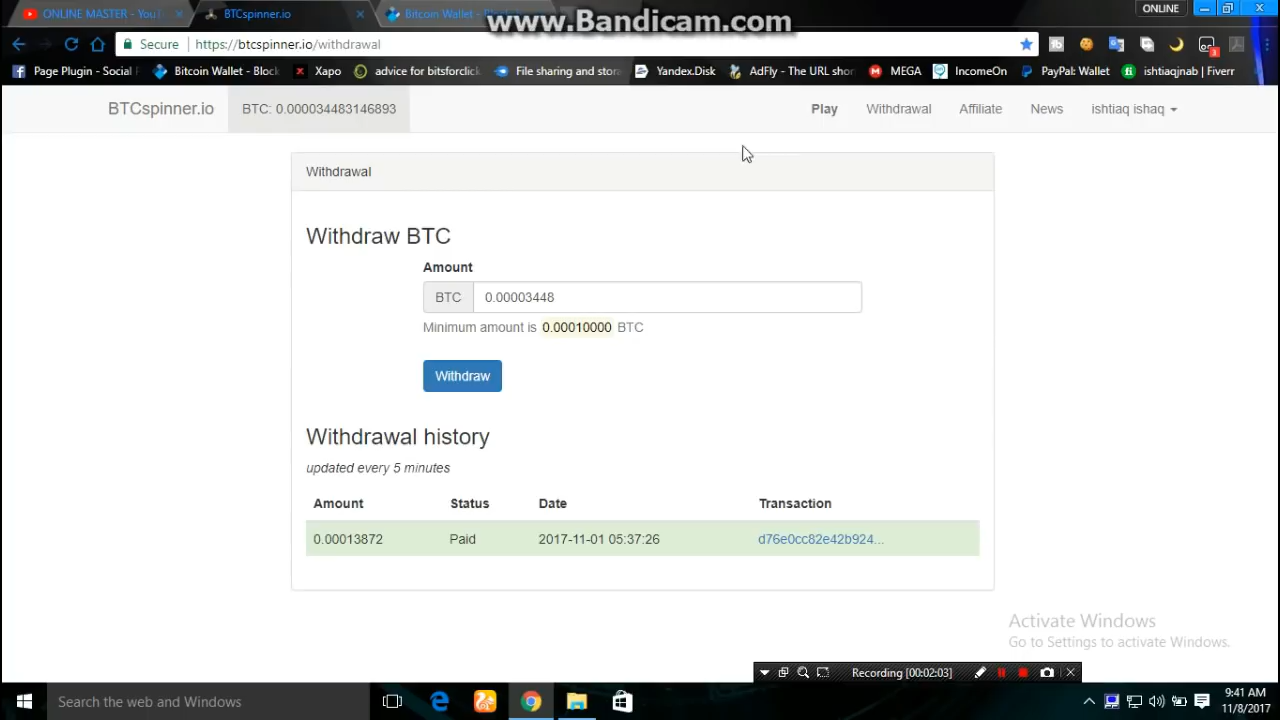 ONLINE MASTER - You
BTCspinner.io
Bitcoin Wallet - Block
www.Bandicam.com
ONLINE
Secure
https://btcspinner.io/withdrawal
3
Page Plugin - Social
Bitcoin Wallet - Block
Xapo
advice for bitsforclick
File sharing and stora
Yandex.Disk
AdFly - The URL shor
MEGA
IncomeOn
PayPal: Wallet
ishtiaqjnab | Fiverr
BTCspinner.io
BTC: 0.000034483146893
Play
Withdrawal
Affiliate
News
ishtiaq ishaq
Withdrawal
Withdraw BTC
Amount
BTC
0.00003448
Minimum amount is 0.00010000 BTC
Withdraw
Withdrawal history
updated every 5 minutes
Amount Status Date Transaction
0.00013872 Paid 2017-11-01 05:37:26 d76e0cc82e42b924...
Activate Windows
Go to Settings to activate Windows.
Recording [00:02:03]
Search the web and Windows
9:41 AM
11/8/2017